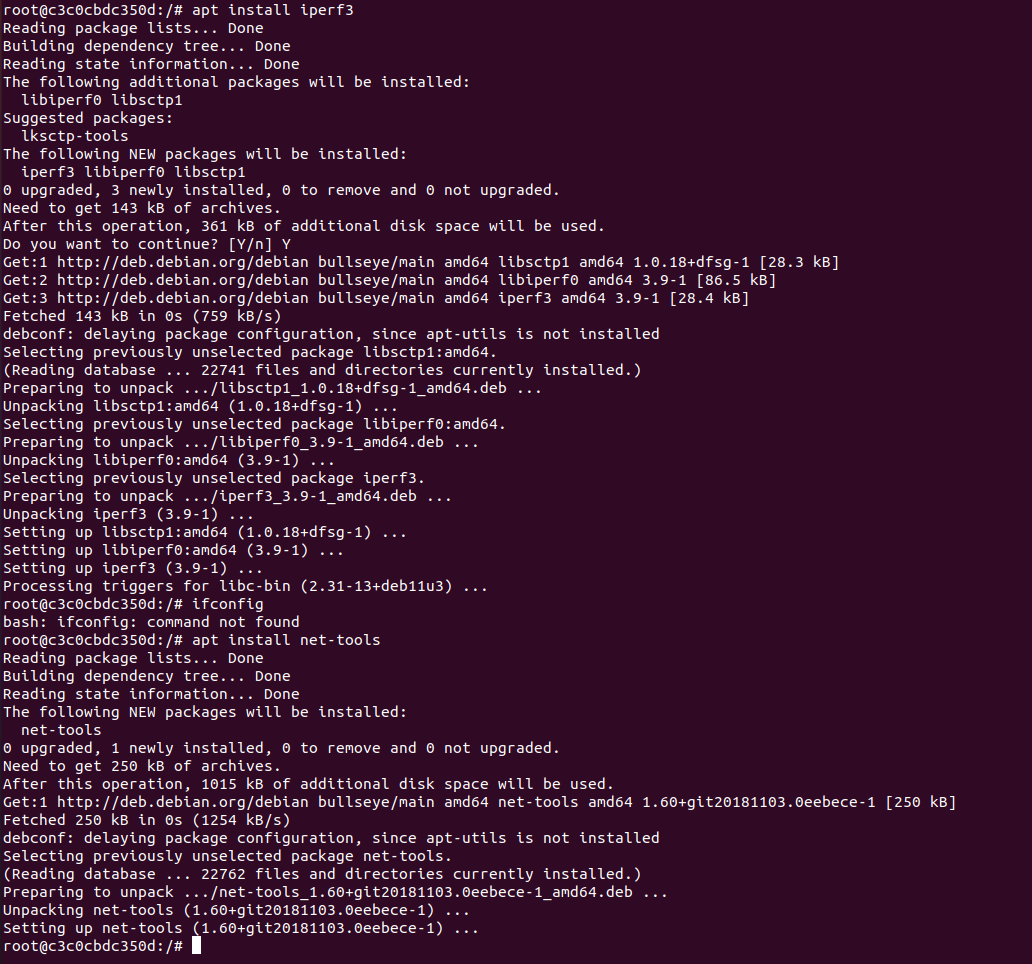 root@c3c0cbdc350d:/# apt install iperf3
Reading package lists... Done
Building dependency tree... Done
Reading state information... Done
The following additional packages will be installed:
  libiperf0 libsctp1
Suggested packages:
  lksctp-tools
The following NEW packages will be installed:
  iperf3 libiperf0 libsctp1
0 upgraded, 3 newly installed, 0 to remove and 0 not upgraded.
Need to get 143 kB of archives.
After this operation, 361 kB of additional disk space will be used.
Do you want to continue? [Y/n] Y
Get:1 http://deb.debian.org/debian bullseye/main amd64 libsctp1 amd64 1.0.18+dfsg-1 [28.3 kB]
Get:2 http://deb.debian.org/debian bullseye/main amd64 libiperf0 amd64 3.9-1 [86.5 kB]
Get:3 http://deb.debian.org/debian bullseye/main amd64 iperf3 amd64 3.9-1 [28.4 kB]
Fetched 143 kB in 0s (759 kB/s)
debconf: delaying package configuration, since apt-utils is not installed
Selecting previously unselected package libsctp1:amd64.
(Reading database ... 22741 files and directories currently installed.)
Preparing to unpack .../libsctp1_1.0.18+dfsg-1_amd64.deb ...
Unpacking libsctp1:amd64 (1.0.18+dfsg-1) ...
Selecting previously unselected package libiperf0:amd64.
Preparing to unpack .../libiperf0_3.9-1_amd64.deb ...
Unpacking libiperf0:amd64 (3.9-1) ...
Selecting previously unselected package iperf3.
Preparing to unpack .../iperf3_3.9-1_amd64.deb ...
Unpacking iperf3 (3.9-1) ...
Setting up libsctp1:amd64 (1.0.18+dfsg-1) ...
Setting up libiperf0:amd64 (3.9-1) ...
Setting up iperf3 (3.9-1) ...
Processing triggers for libc-bin (2.31-13+deb11u3) ...
root@c3c0cbdc350d:/# ifconfig
bash: ifconfig: command not found
root@c3c0cbdc350d:/# apt install net-tools
Reading package lists... Done
Building dependency tree... Done
Reading state information... Done
The following NEW packages will be installed:
  net-tools
0 upgraded, 1 newly installed, 0 to remove and 0 not upgraded.
Need to get 250 kB of archives.
After this operation, 1015 kB of additional disk space will be used.
Get:1 http://deb.debian.org/debian bullseye/main amd64 net-tools amd64 1.60+git20181103.0eebece-1 [250 kB]
Fetched 250 kB in 0s (1254 kB/s)
debconf: delaying package configuration, since apt-utils is not installed
Selecting previously unselected package net-tools.
(Reading database ... 22762 files and directories currently installed.)
Preparing to unpack .../net-tools_1.60+git20181103.0eebece-1_amd64.deb ...
Unpacking net-tools (1.60+git20181103.0eebece-1) ...
Setting up net-tools (1.60+git20181103.0eebece-1) ...
root@c3c0cbdc350d:/#